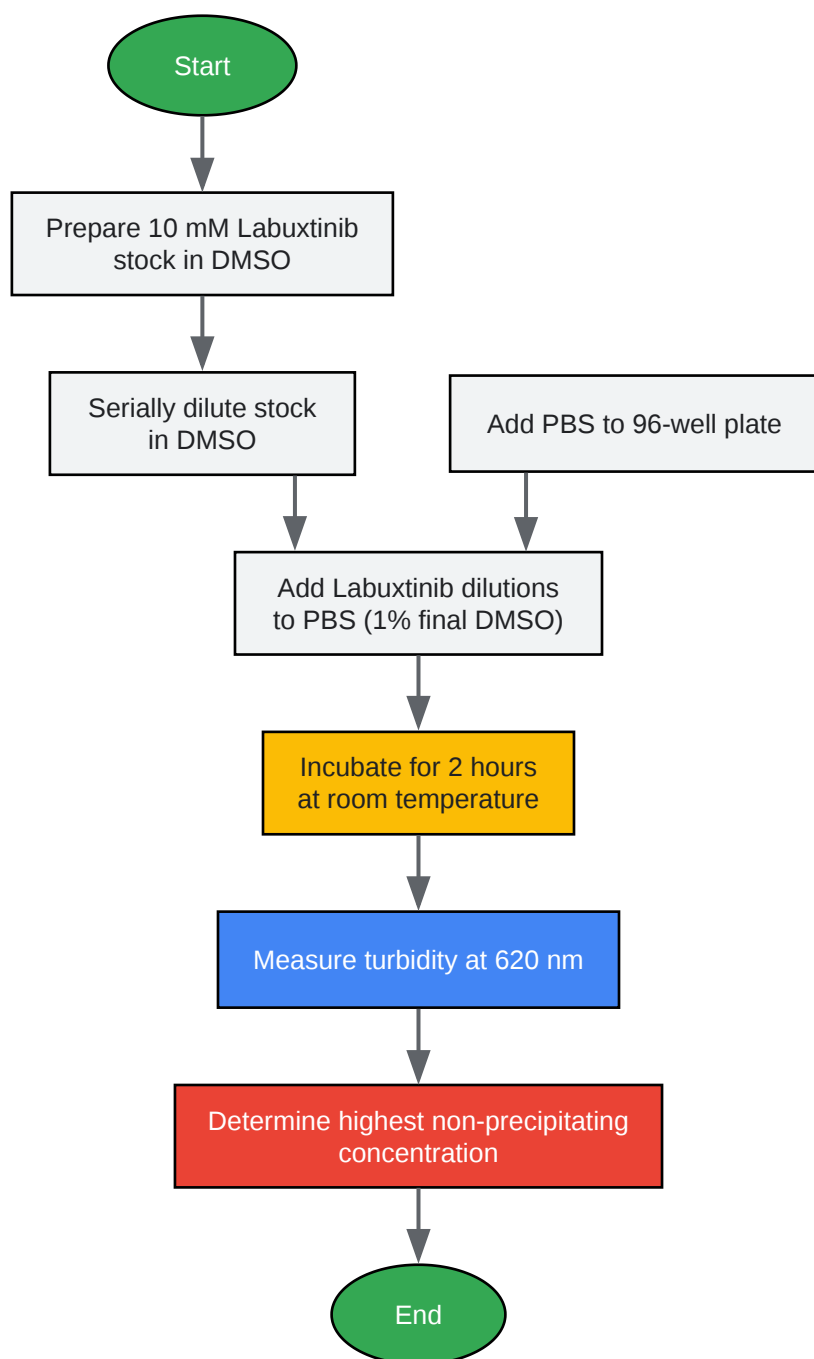 Start
Prepare 10 mM Labuxtinib
stock in DMSO
Serially dilute stock
in DMSO
Add PBS to 96-well plate
Add Labuxtinib dilutions
to PBS (1% final DMSO)
Incubate for 2 hours
at room temperature
Measure turbidity at 620 nm
Determine highest non-precipitating
concentration
End